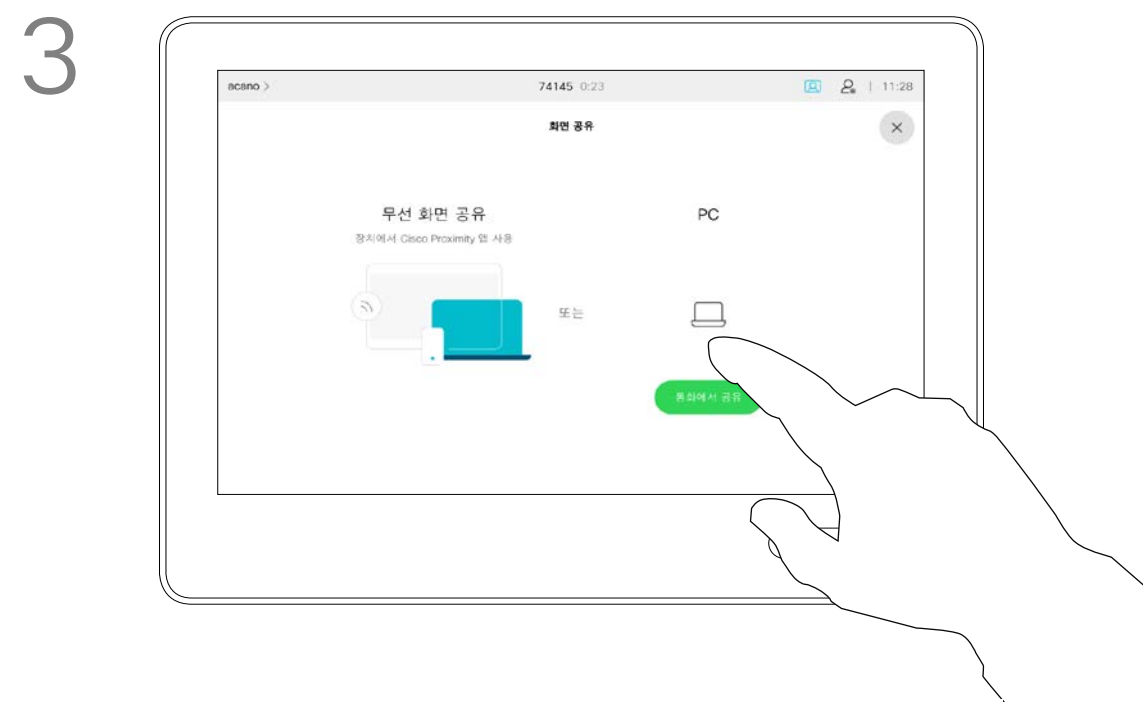 3
acano >
74145 0:23
11:28
화면 공유
무선 화면 공유
장치에서 Cisco Proximity 앱 사용
PC
또는
통화에서 공유